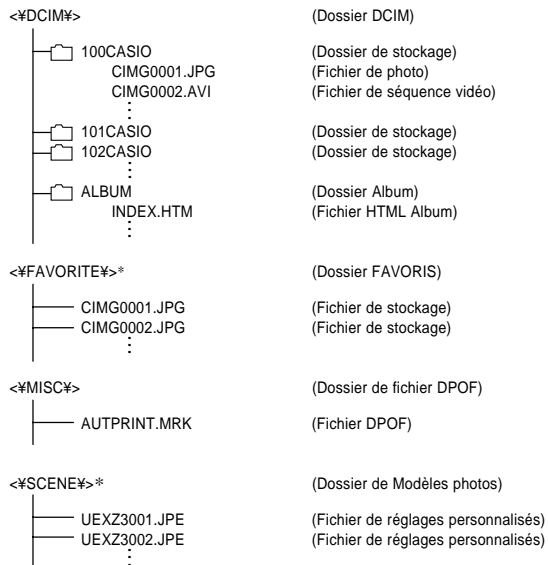 <¥DCIM¥> (Dossier DCIM)
100CASIO (Dossier de stockage)
CIMG0001.JPG (Fichier de photo)
CIMG0002.AVI (Fichier de séquence vidéo)
101CASIO (Dossier de stockage)
102CASIO (Dossier de stockage)
ALBUM (Dossier Album)
INDEX.HTM (Fichier HTML Album)
<¥FAVORITE¥>* (Dossier FAVORIS)
CIMG0001.JPG (Fichier de stockage)
CIMG0002.JPG (Fichier de stockage)
<¥MISC¥> (Dossier de fichier DPOF)
AUTPRINT.MRK (Fichier DPOF)
<¥SCENE¥>* (Dossier de Modèles photos)
UEXZ3001.JPE (Fichier de réglages personnalisés)
UEXZ3002.JPE (Fichier de réglages personnalisés)